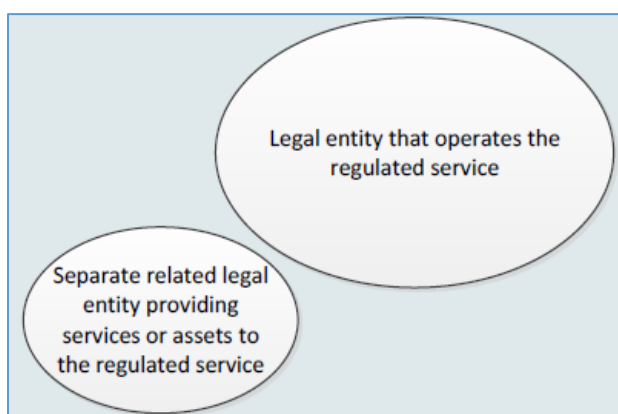 Legal entity that operates the
regulated service
Separate related legal
entity providing
services or assets to
the regulated service